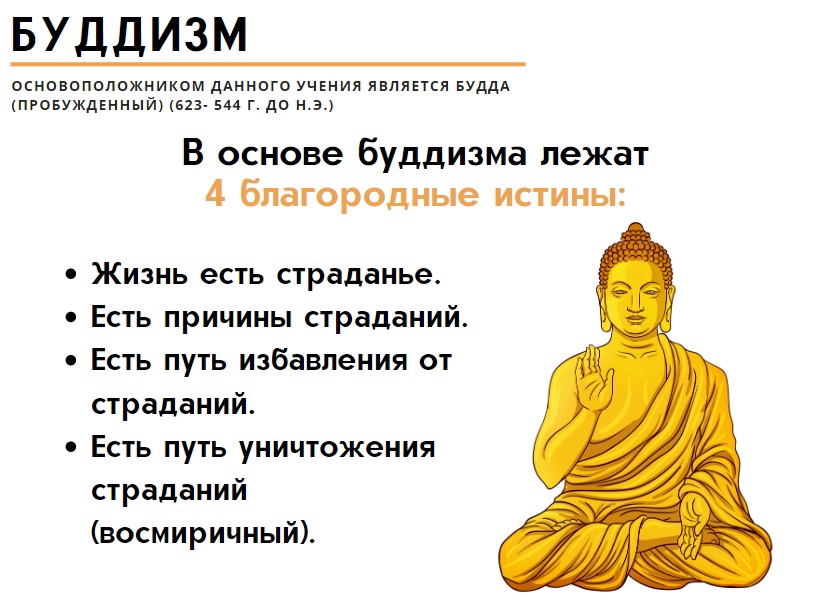 БУДДИЗМ
ОСНОВОПОЛОЖНИКОМ ДАННОГО УЧЕНИЯ ЯВЛЯЕТСЯ БУДДА
(ПРОБУЖДЕННЫЙ) (623- 544 Г. ДО Н.Э.)
В основе буддизма лежат
4 благородные истины:
• Жизнь есть страданье.
• Есть причины страданий.
• Есть путь избавления от
страданий.
• Есть путь уничтожения
страданий
(восмиричный).